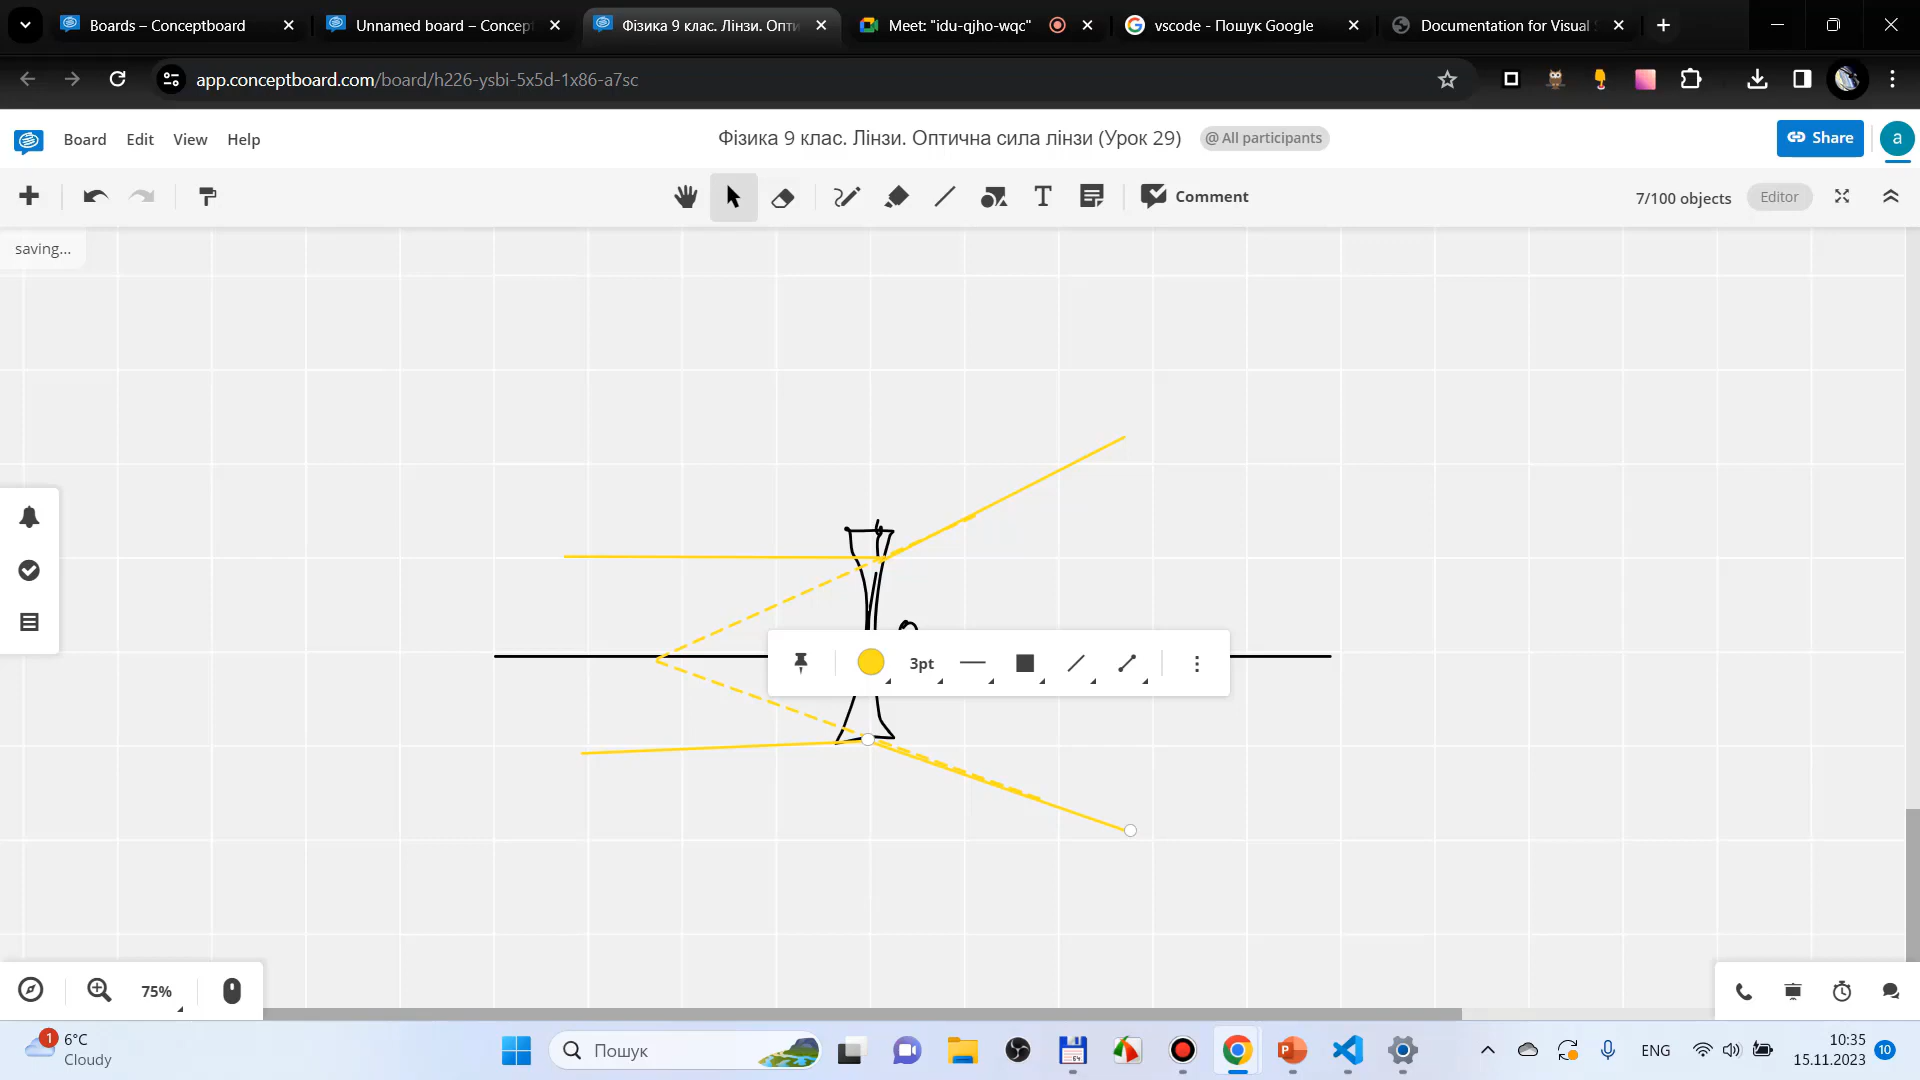 Boards – Conceptboard
Unnamed board – Concep
Фізика 9 клас. Лінзи. Опти
Meet: "idu-qjho-wqc"
vscode - Пошук Google
Documentation for Visual
app.conceptboard.com/board/h226-ysbi-5x5d-1x86-a7sc
Board
Edit
View
Help
Фізика 9 клас. Лінзи. Оптична сила лінзи (Урок 29)
@ All participants
Share
a
T
Comment
7/100 objects
Editor
saving...
3pt
75%
1
6°C
Cloudy
Пошук
64
ENG
10:35
15.11.2023
10